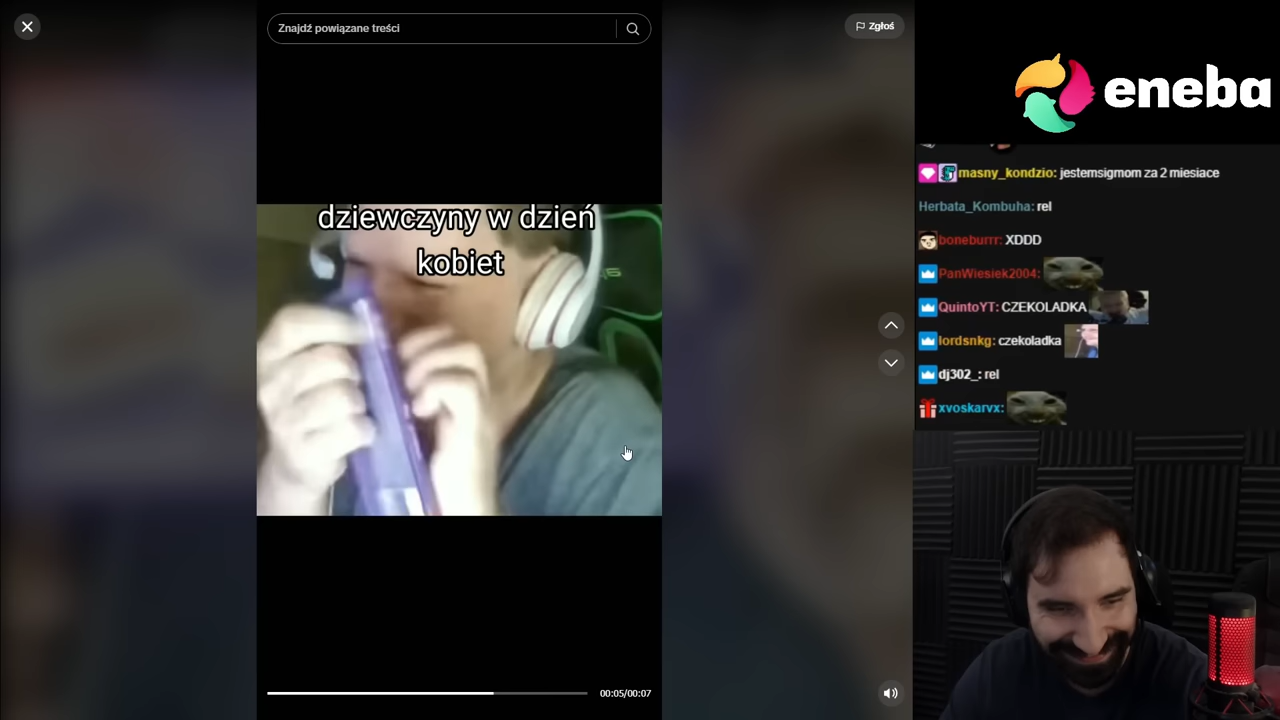 Znajdź powiązane treści
Zgłoś
dziewczyny w dzień
kobiet
00:05/00:07
eneba
masny_kondzio: jestemsigmom za 2 miesiace
Herbata_Kombuha: rel
boneburrr: XDDD
PanWiesiek2004:
QuintoYT: CZEKOLADKA
lordsnkg: czekoladka
dj302_: rel
xvoskarvx: